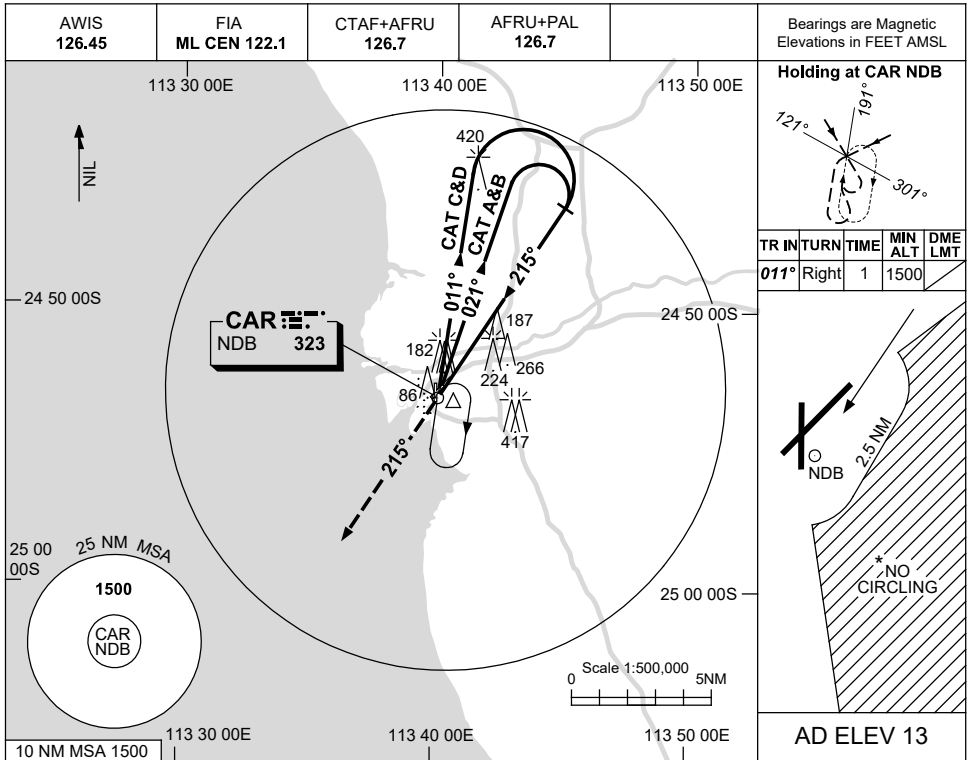 AWIS
126.45
FIA
ML CEN 122.1
CTAF+AFRU
126.7
AFRU+PAL
126.7
Bearings are Magnetic
Elevations in FEET AMSL
113 30 00E
113 40 00E
113 50 00E
NIL
420
CAT C&D
CAT A&B
011°
021°
215°
24 50 00S
24 50 00S
CAR
NDB 323
187
182
266
224
86
417
215°
25 00
00S
25 NM MSA
1500
CAR
NDB
25 00 00S
Scale 1:500,000
0 5NM
10 NM MSA 1500
113 30 00E
113 40 00E
113 50 00E
Holding at CAR NDB
191°
121°
301°
TR IN TURN TIME MIN ALT DME LMT
011° Right 1 1500
2.5 NM
NDB
*NO
CIRCLING
AD ELEV 13